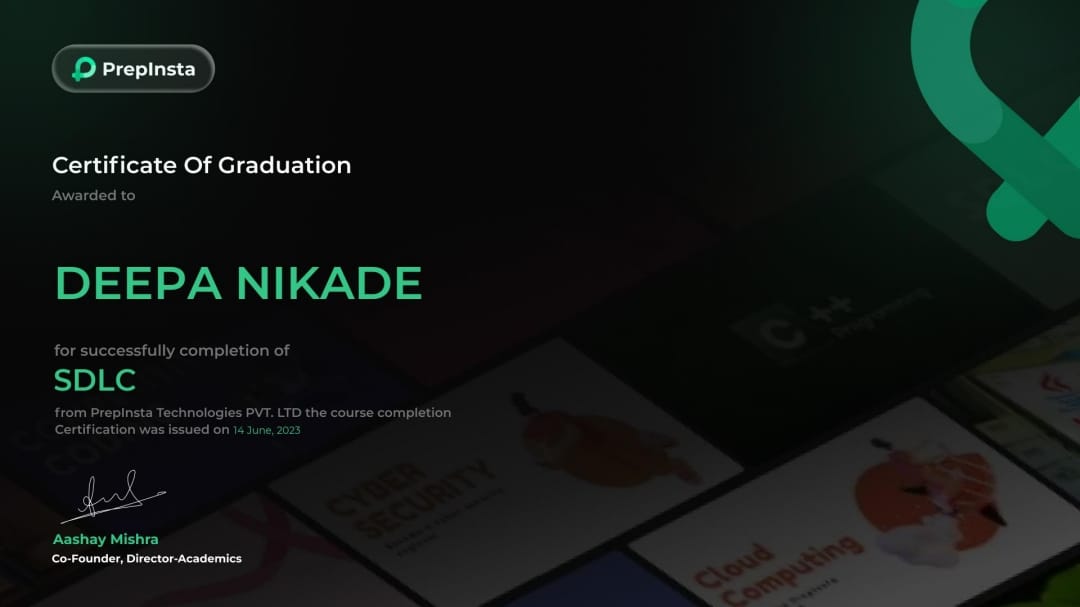 PrepInsta
Certificate Of Graduation
Awarded to
DEEPA NIKADE
for successfully completion of
SDLC
from PrepInsta Technologies PVT. LTD the course completion
Certification was issued on 14 June, 2023
Aashay Mishra
Co-Founder, Director-Academics
C++
Programming
CYBER
SECURITY
Cloud
Computing